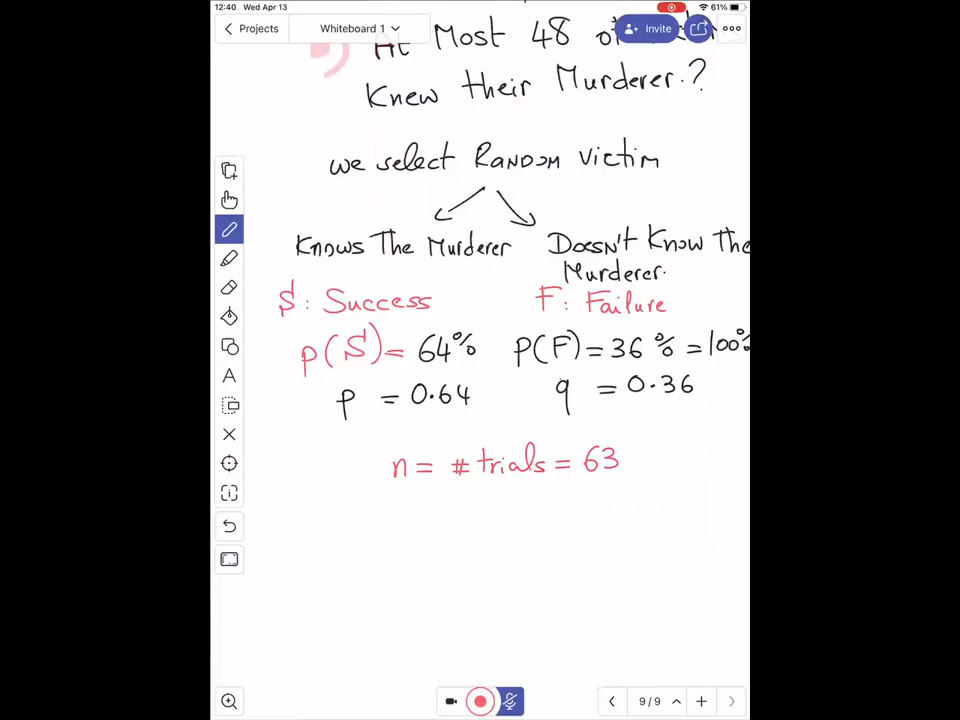 12:40 Wed Apr 13
61%
Projects
Whiteboard 1
Invite
At Most 48 of
Knew their Murderer.?
we select Random victim
Knows The Murderer
Doesn't Know The
Murderer.
S: Success
F: Failure
p(S) = 64%
P(F) = 36% = 100%
p = 0.64
q = 0.36
n = # trials = 63
9/9